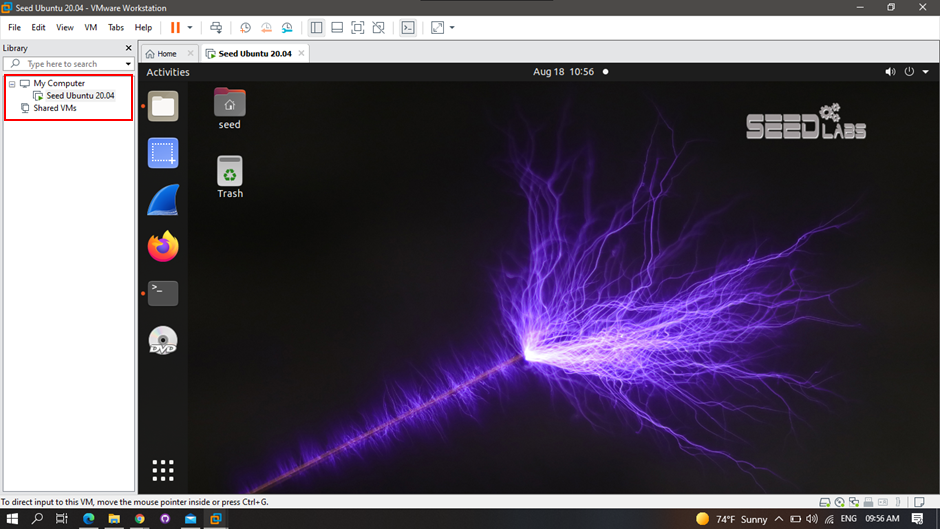 Seed Ubuntu 20.04 - VMware Workstation
File Edit View VM Tabs Help
Library
Type here to search
My Computer
Seed Ubuntu 20.04
Shared VMs
Home
Seed Ubuntu 20.04
Activities
Aug 18 10:56
seed
Trash
DVD
SEEDLABS
To direct input to this VM, move the mouse pointer inside or press Ctrl+G.
74°F Sunny
ENG
09:56 AM